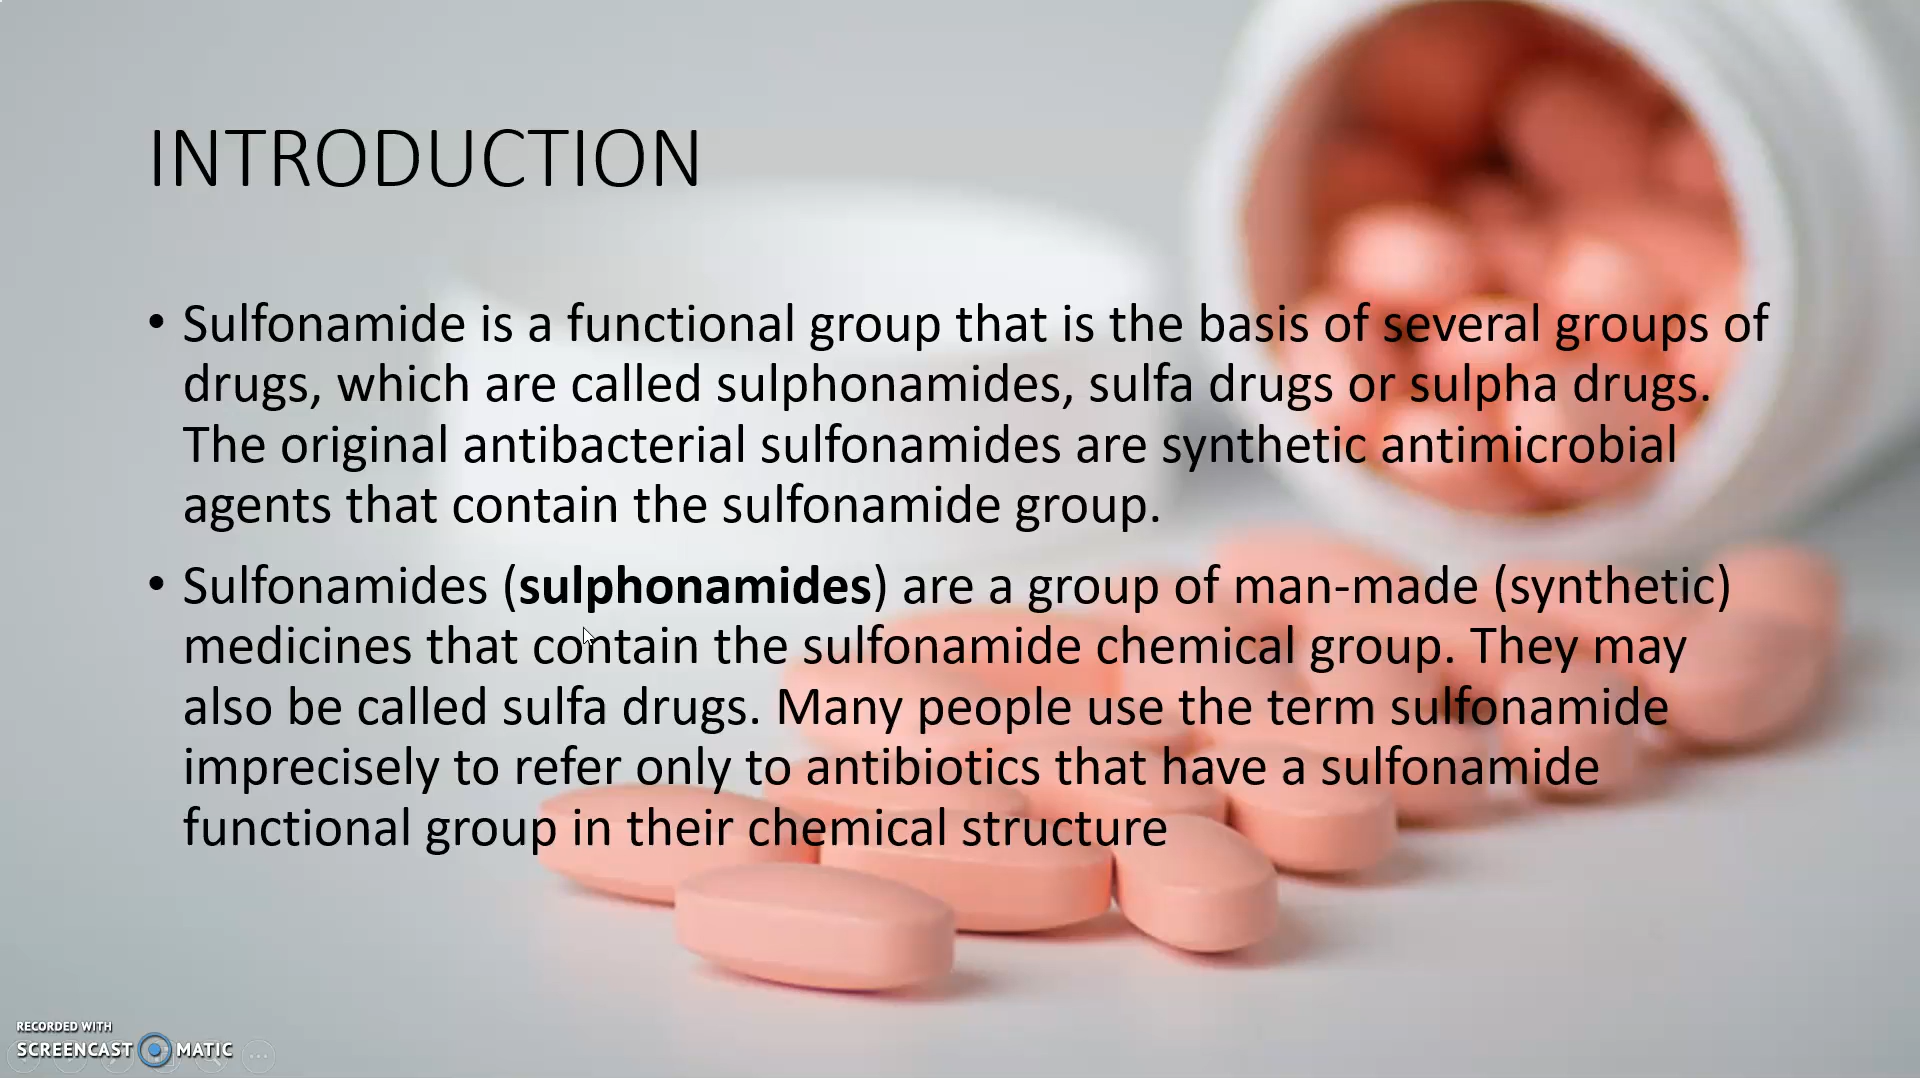 INTRODUCTION
• Sulfonamide is a functional group that is the basis of several groups of
drugs, which are called sulphonamides, sulfa drugs or sulpha drugs.
The original antibacterial sulfonamides are synthetic antimicrobial
agents that contain the sulfonamide group.
• Sulfonamides (sulphonamides) are a group of man-made (synthetic)
medicines that contain the sulfonamide chemical group. They may
also be called sulfa drugs. Many people use the term sulfonamide
imprecisely to refer only to antibiotics that have a sulfonamide
functional group in their chemical structure
RECORDED WITH
SCREENCAST MATIC